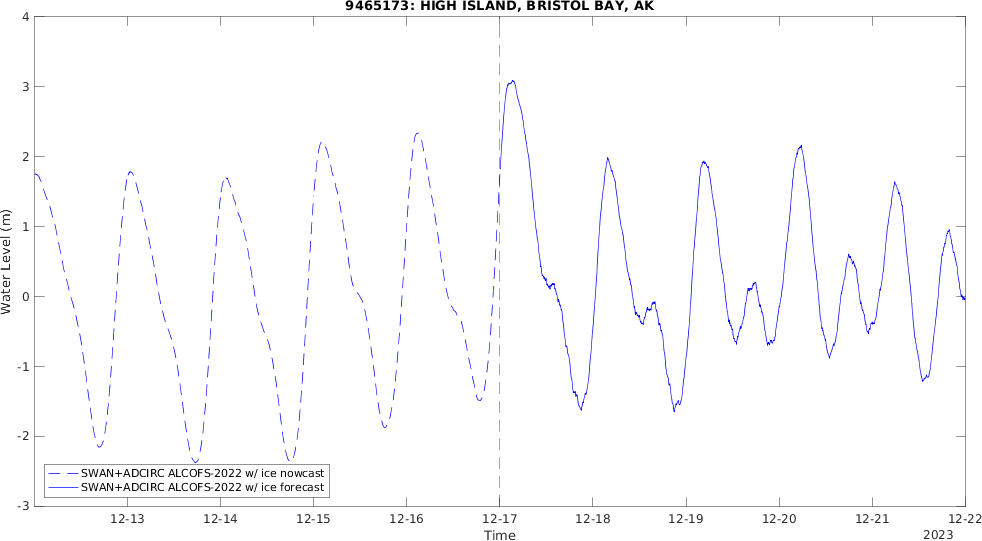 9465173: HIGH ISLAND, BRISTOL BAY, AK
4
3
2
1
0
-1
-2
-3
Water Level (m)
SWAN+ADCIRC ALCOFS-2022 w/ ice nowcast
SWAN+ADCIRC ALCOFS-2022 w/ ice forecast
12-13 12-14 12-15 12-16 12-17 12-18 12-19 12-20 12-21 12-22
Time
2023